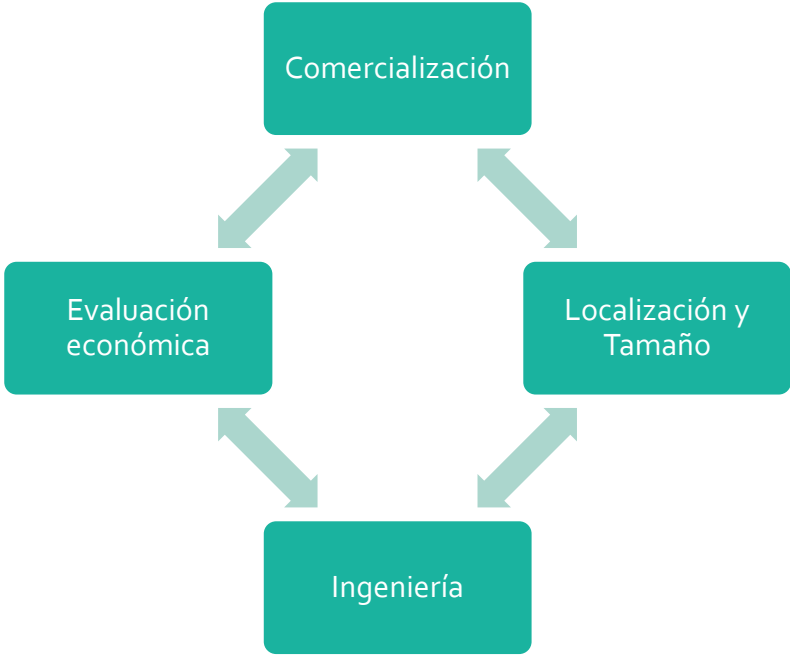 Comercialización
Evaluación
económica
Localización y
Tamaño
Ingeniería